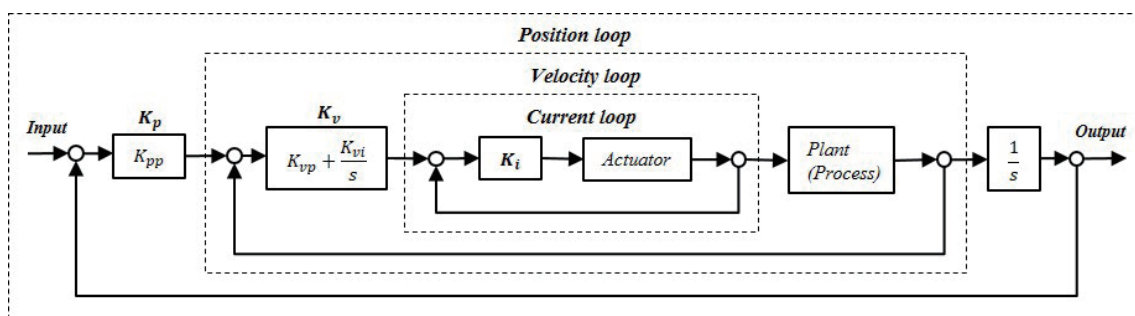 Position loop
Velocity loop
Current loop
Input
K_p
K_pp
K_v
K_vp + K_vi/s
K_i
Actuator
Plant
(Process)
1/s
Output